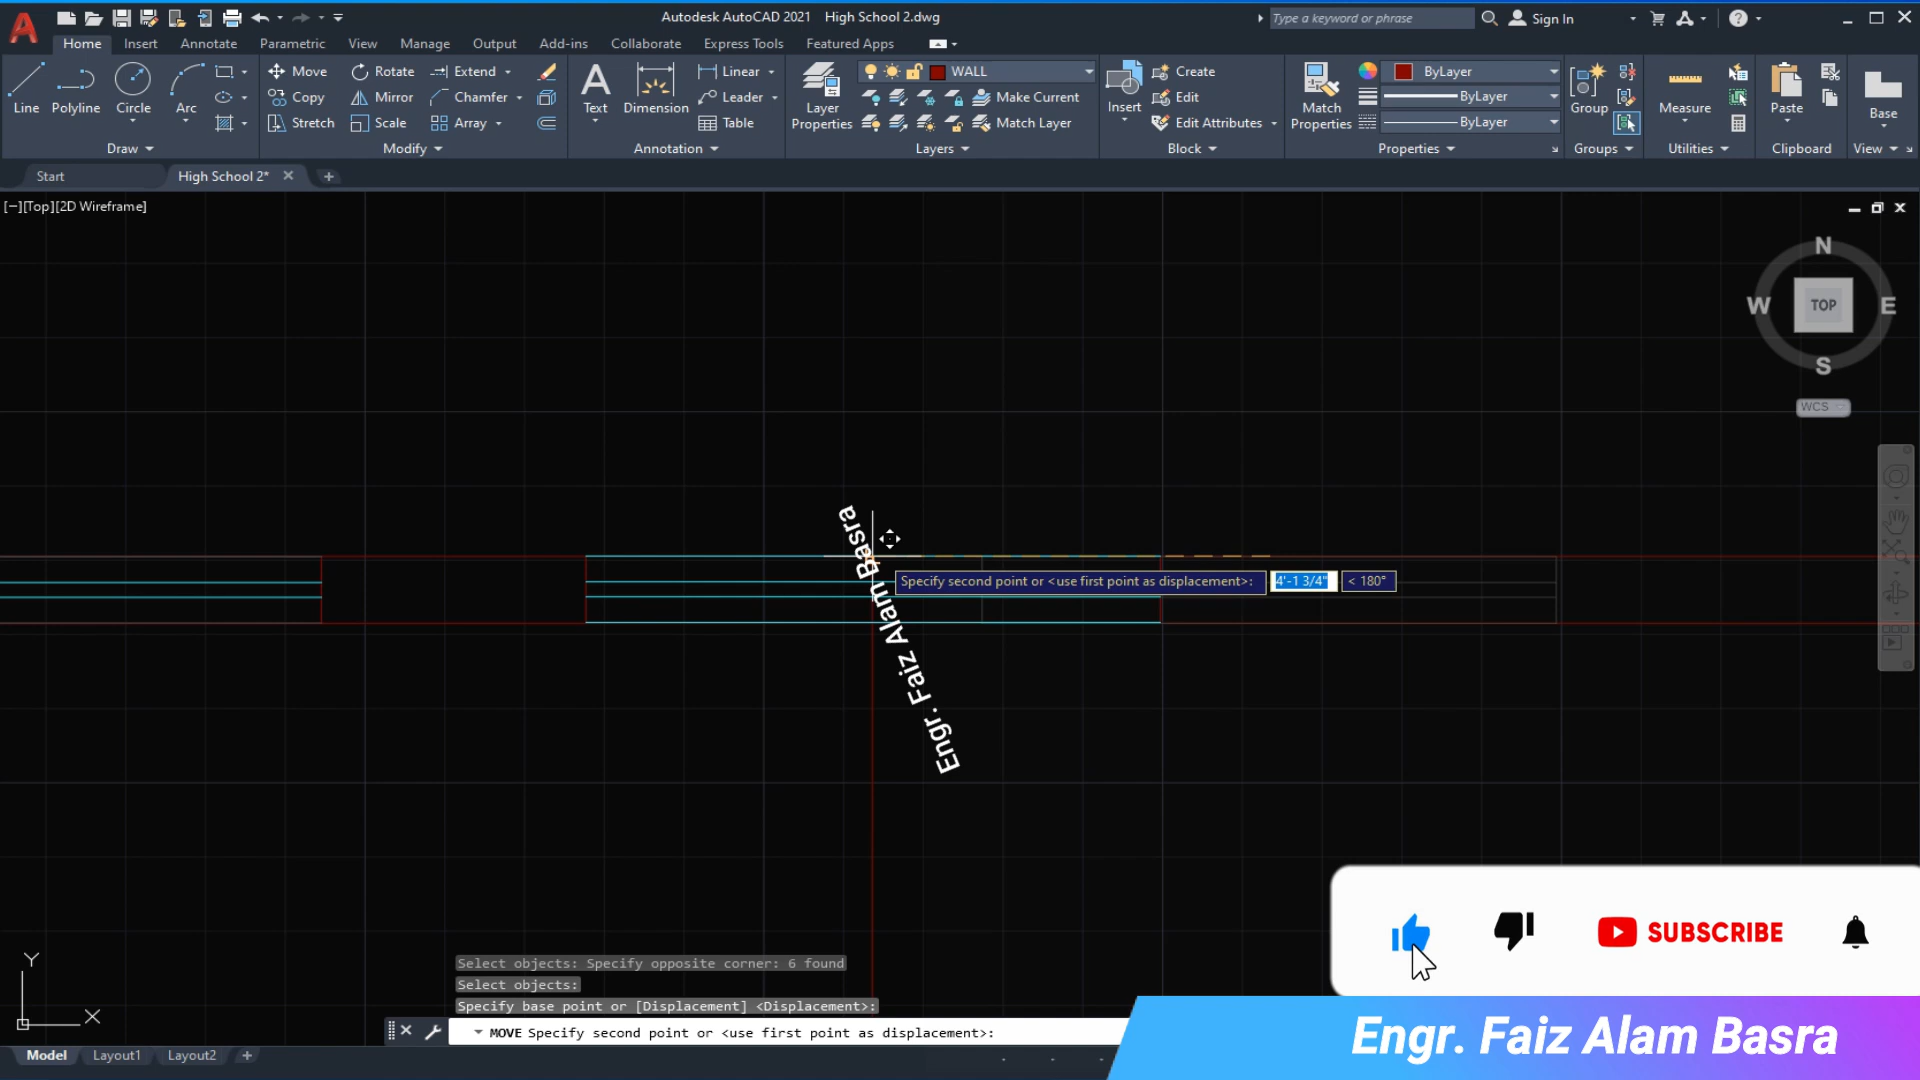 Autodesk AutoCAD 2021 High School 2.dwg
Type a keyword or phrase
Sign In
Home Insert Annotate Parametric View Manage Output Add-ins Collaborate Express Tools Featured Apps
Line Polyline Circle Arc
Move Rotate Extend
Copy Mirror Chamfer
Stretch Scale Array
Text Dimension
Linear
Leader
Table
Layer Properties
WALL
Make Current
Match Layer
Insert
Create
Edit
Edit Attributes
Match Properties
ByLayer
ByLayer
ByLayer
Group
Measure
Paste
Base
Draw Modify Annotation Layers Block Properties Groups Utilities Clipboard View
Start High School 2*
[−][Top][2D Wireframe]
N
W TOP E
S
WCS
Engr. Faiz Alam Basra
Specify second point or <use first point as displacement>: 4'-1 3/4" < 180°
SUBSCRIBE
Select objects: Specify opposite corner: 6 found
Select objects:
Specify base point or [Displacement] <Displacement>:
MOVE Specify second point or <use first point as displacement>:
Y
X
Model Layout1 Layout2
Engr. Faiz Alam Basra